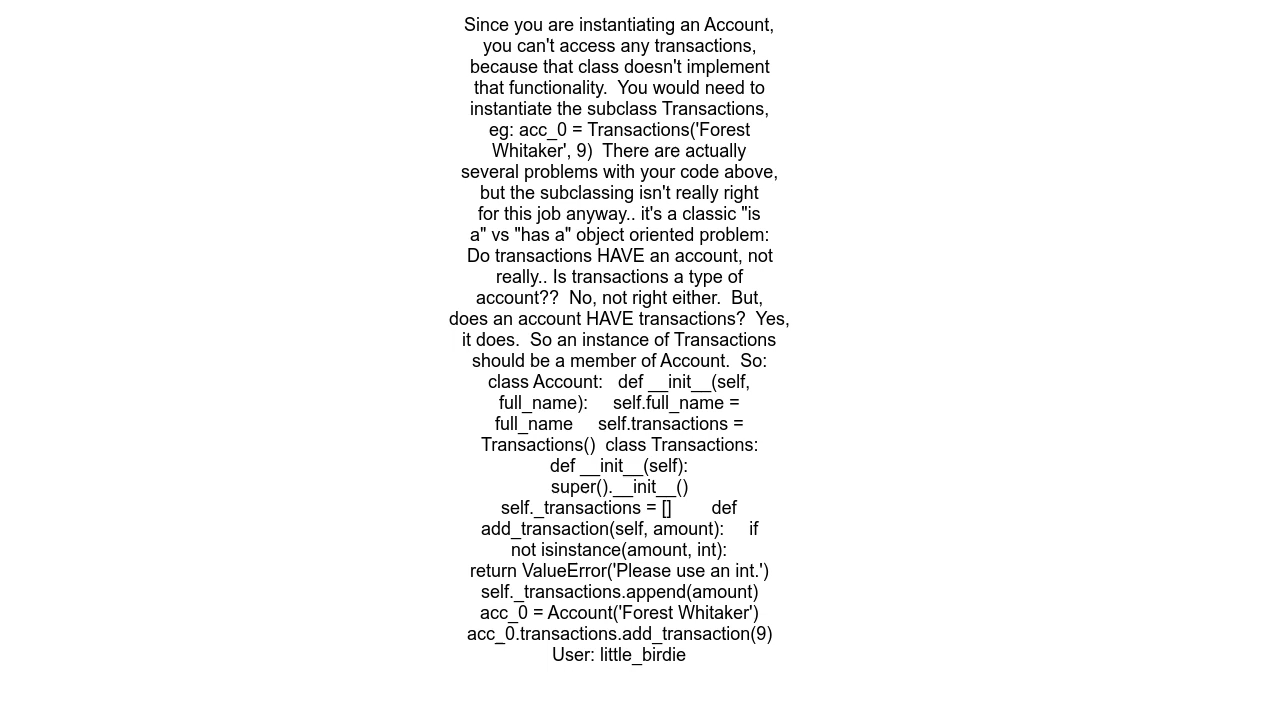 Since you are instantiating an Account,
you can't access any transactions,
because that class doesn't implement
that functionality.  You would need to
instantiate the subclass Transactions,
eg: acc_0 = Transactions('Forest
Whitaker', 9)  There are actually
several problems with your code above,
but the subclassing isn't really right
for this job anyway.. it's a classic "is
a" vs "has a" object oriented problem:
Do transactions HAVE an account, not
really.. Is transactions a type of
account??  No, not right either.  But,
does an account HAVE transactions?  Yes,
it does.  So an instance of Transactions
should be a member of Account.  So:
class Account:   def __init__(self,
full_name):     self.full_name =
full_name     self.transactions =
Transactions()  class Transactions:
def __init__(self):
super().__init__()
self._transactions = []        def
add_transaction(self, amount):     if
not isinstance(amount, int):
return ValueError('Please use an int.')
self._transactions.append(amount)
acc_0 = Account('Forest Whitaker')
acc_0.transactions.add_transaction(9)
User: little_birdie